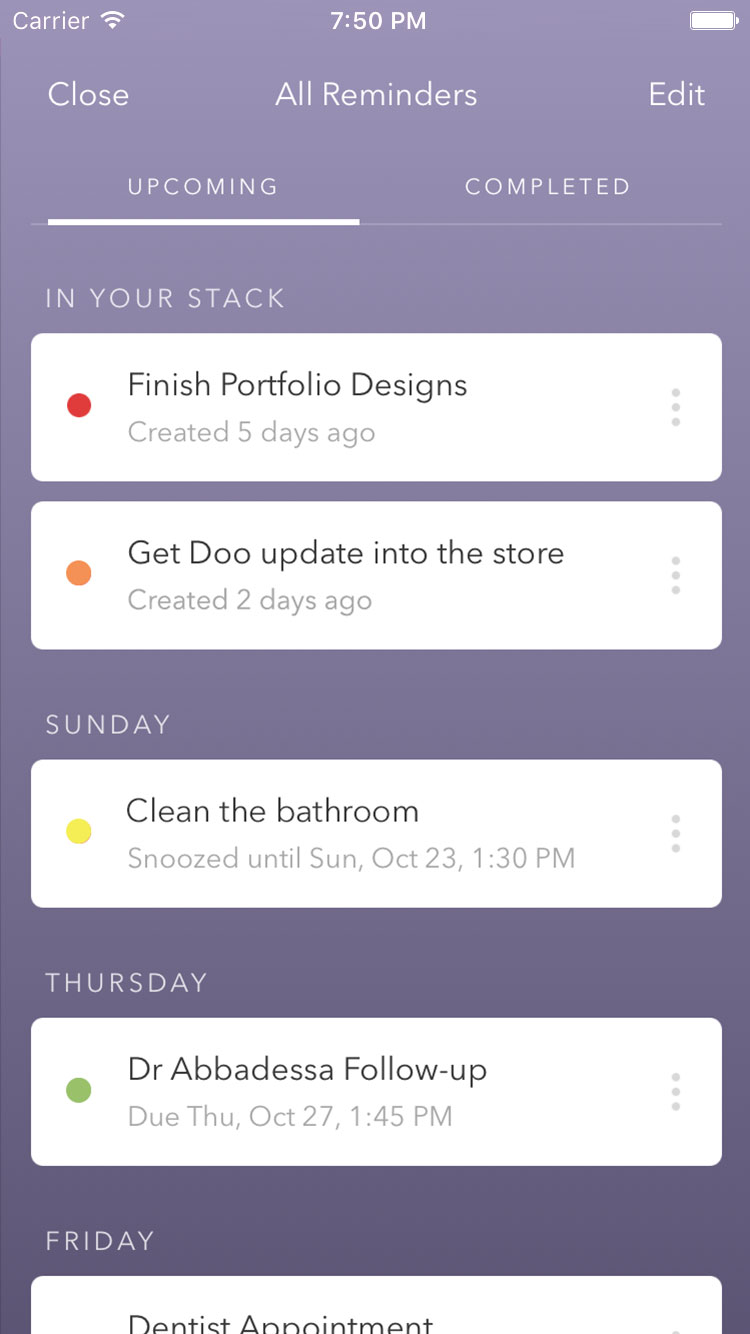 Carrier 7:50 PM
Close All Reminders Edit
UPCOMING COMPLETED
IN YOUR STACK
Finish Portfolio Designs
Created 5 days ago
Get Doo update into the store
Created 2 days ago
SUNDAY
Clean the bathroom
Snoozed until Sun, Oct 23, 1:30 PM
THURSDAY
Dr Abbadessa Follow-up
Due Thu, Oct 27, 1:45 PM
FRIDAY
Dentist Appointment